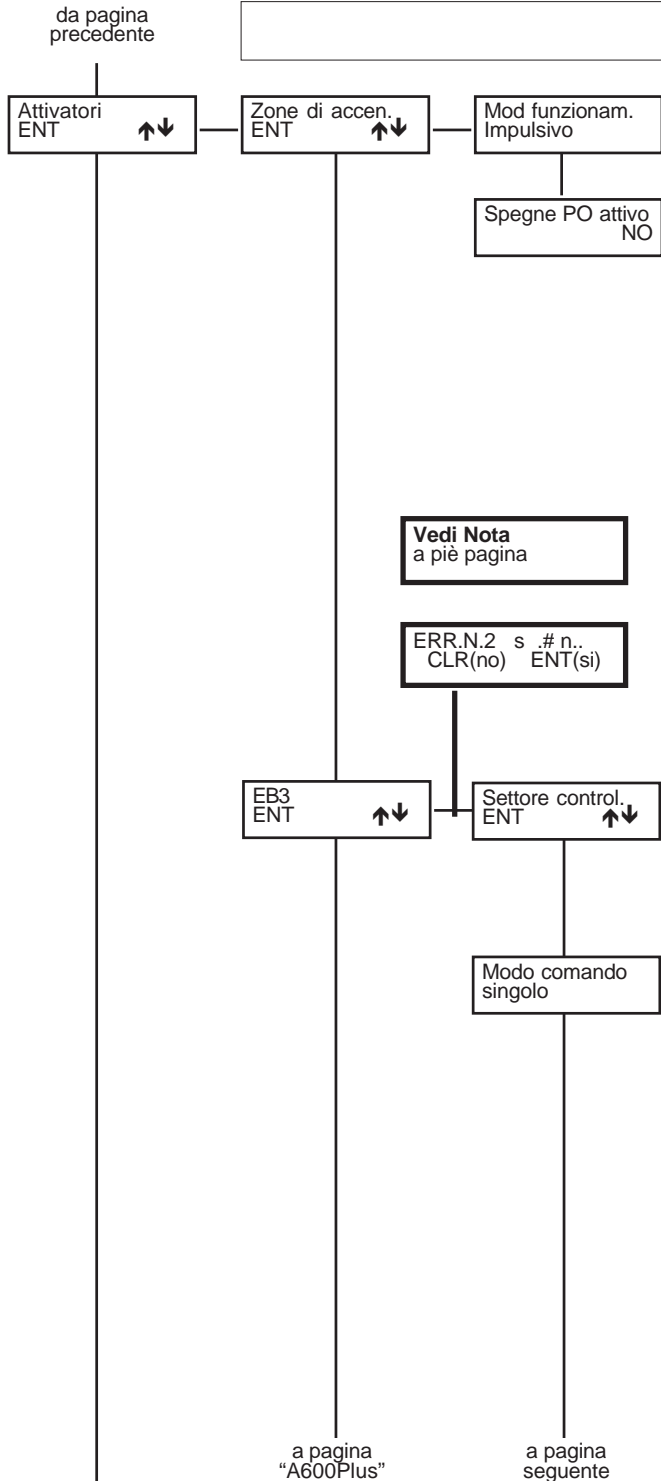 da pagina
precedente
Attivatori
ENT ↑↓
Zone di accen.
ENT ↑↓
Mod funzionam.
Impulsivo
Spegne PO attivo
NO
Vedi Nota
a piè pagina
ERR.N.2 s .# n..
CLR(no) ENT(si)
EB3
ENT ↑↓
Settore control.
ENT ↑↓
Modo comando
singolo
a pagina
“A600Plus”
a pagina
seguente